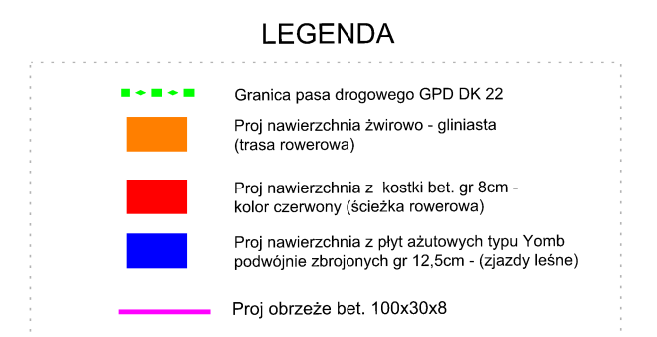 LEGENDA
Granica pasa drogowego GPD DK 22
Proj nawierzchnia żwirowo - gliniasta
(trasa rowerowa)
Proj nawierzchnia z kostki bet. gr 8cm -
kolor czerwony (ścieżka rowerowa)
Proj nawierzchnia z płyt ażutowych typu Yomb
podwójnie zbrojonych gr 12,5cm - (zjazdy leśne)
Proj obrzeże bet. 100x30x8